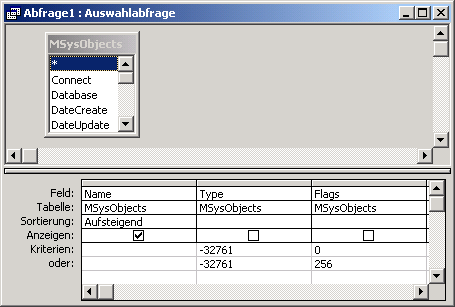 Abfrage1 : Auswahlabfrage
MSysObjects
*
Connect
Database
DateCreate
DateUpdate
Feld: Name Type Flags
Tabelle: MSysObjects MSysObjects MSysObjects
Sortierung: Aufsteigend
Anzeigen:
Kriterien: -32761 0
oder: -32761 256